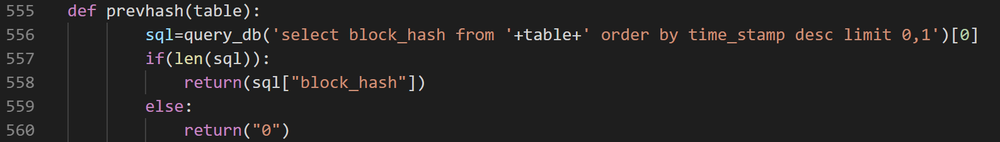 555 def prevhash(table):
556 sql=query_db('select block_hash from '+table+' order by time_stamp desc limit 0,1')[0]
557 if(len(sql)):
558 return(sql["block_hash"])
559 else:
560 return("0")